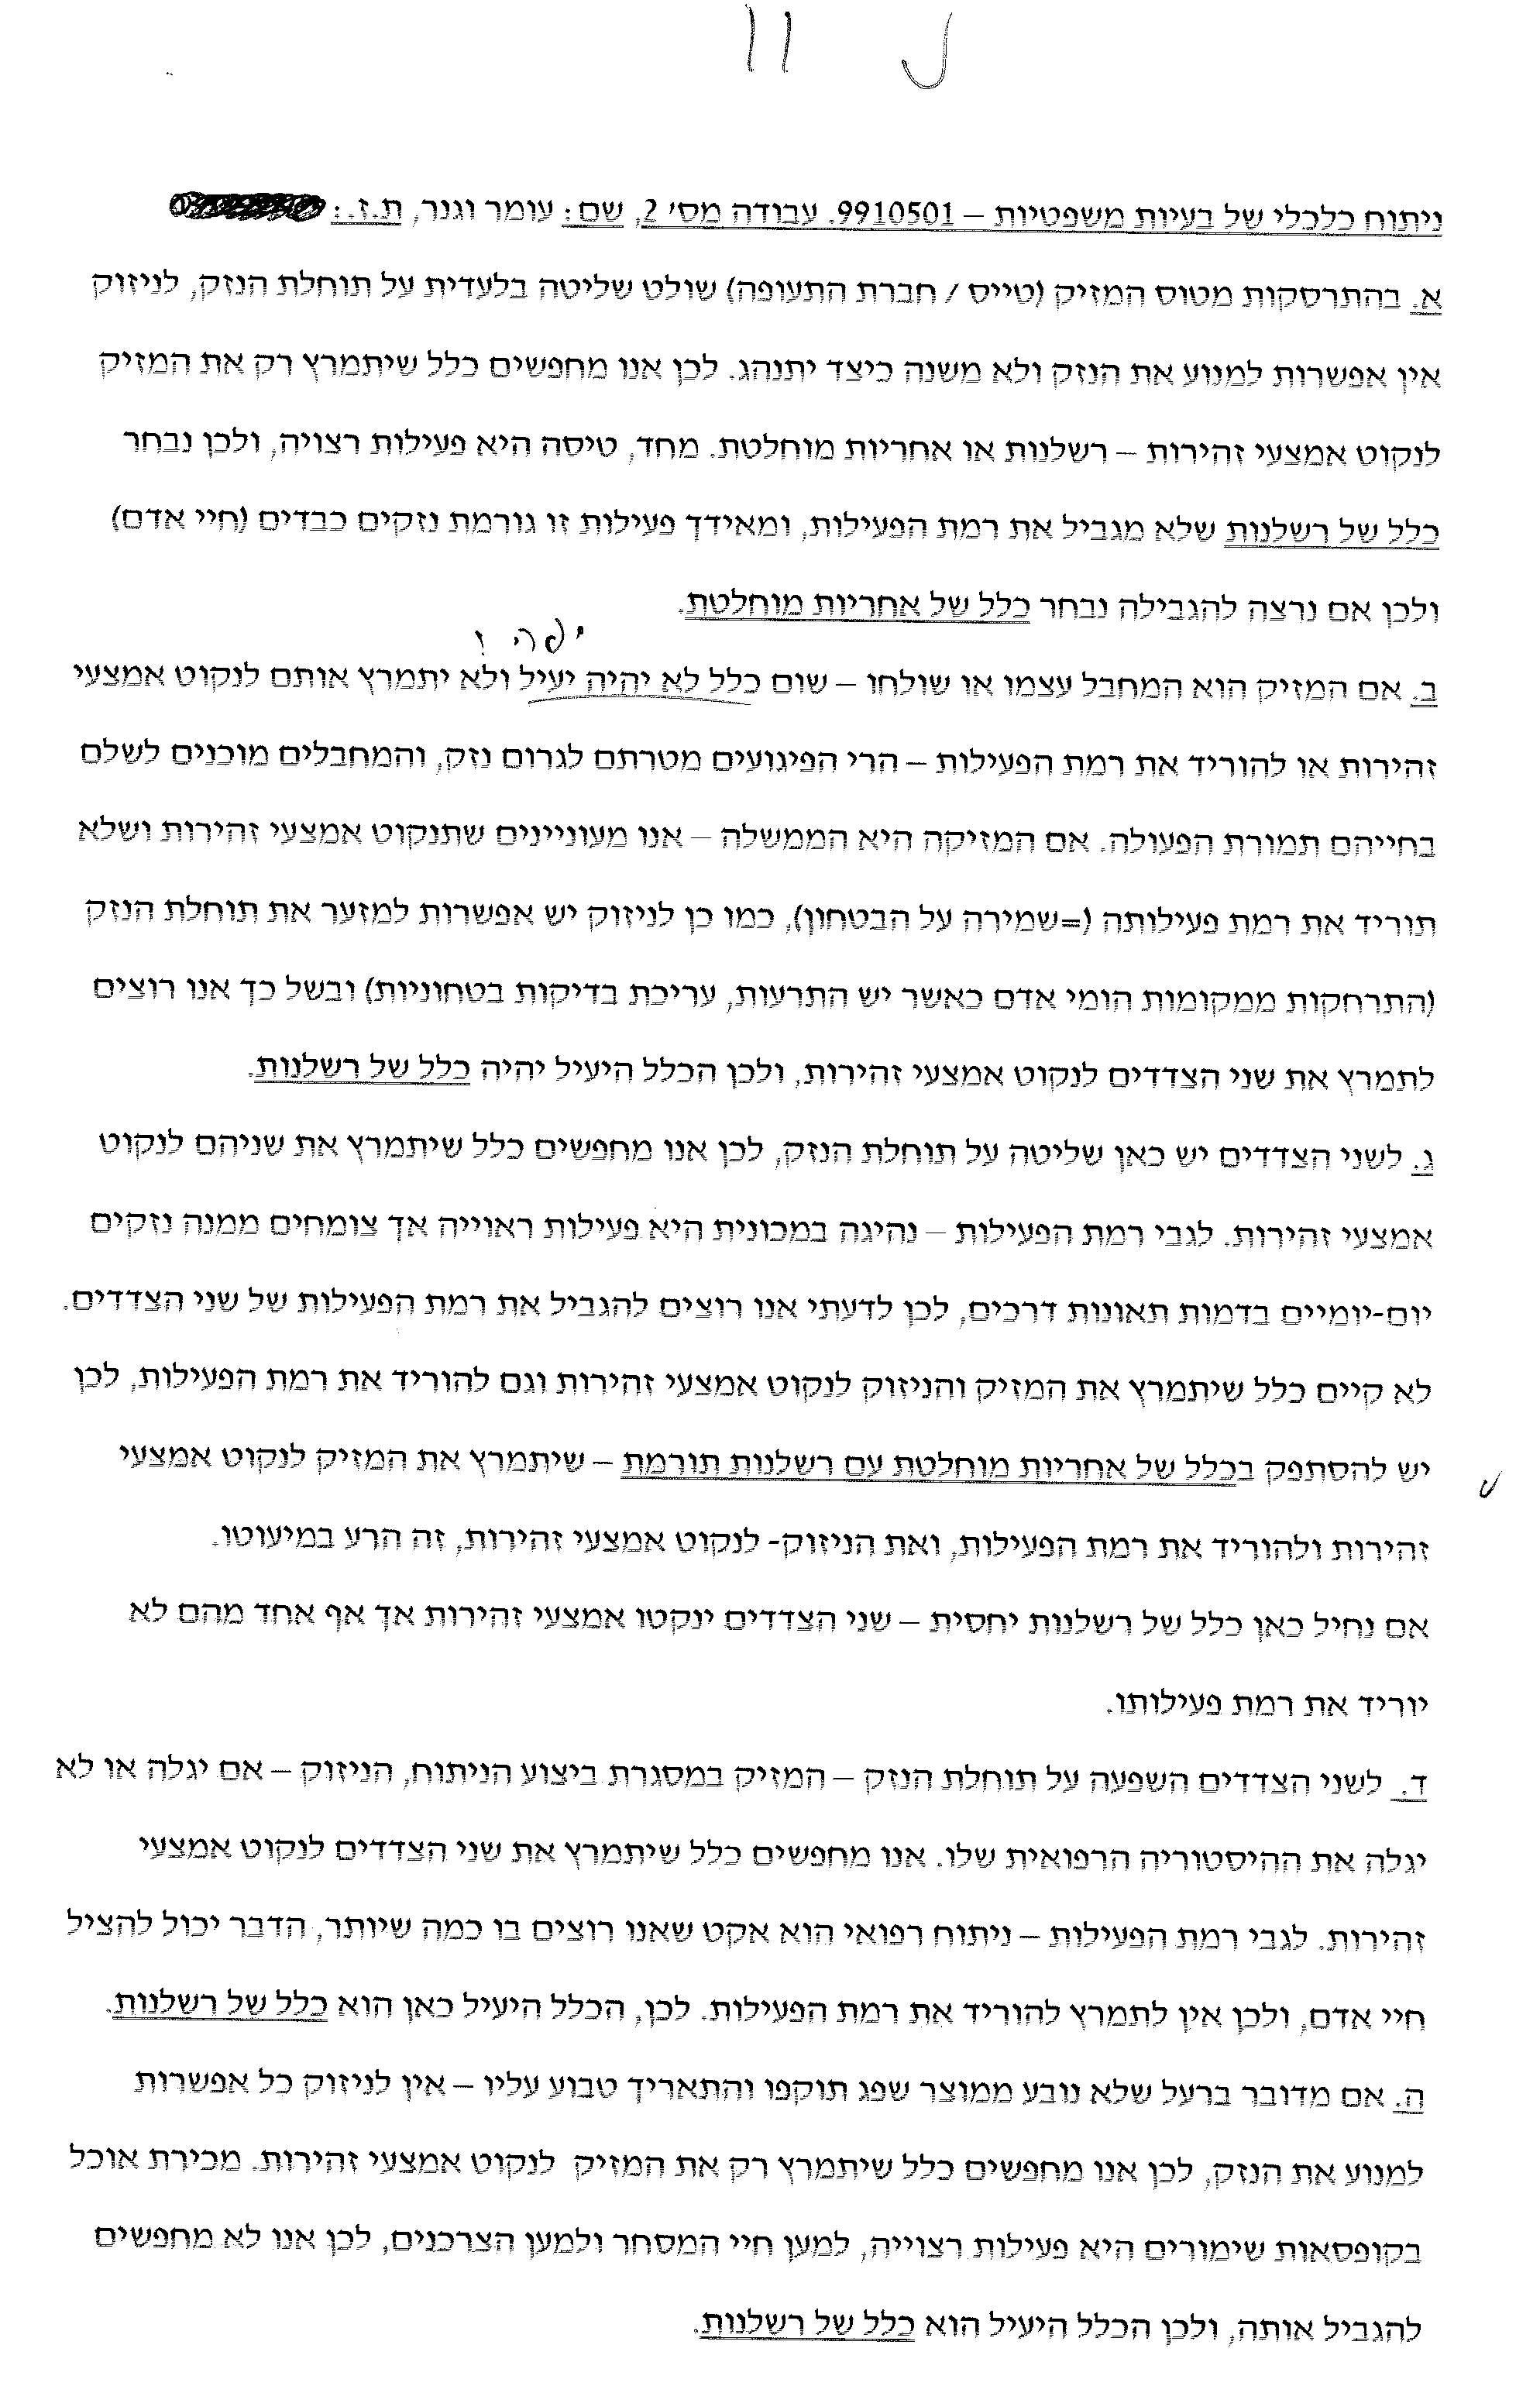 ניתוח כלכלי של בעיות משפטיות – 9910501. עבודה מס' 2, שם: עומר וגנר, ת.ז.:
א. בהתרסקות מטוס המזיק (טייס / חברת התעופה) שולט שליטה בלעדית על תוחלת הנזק, לניזוק
אין אפשרות למנוע את הנזק ולא משנה כיצד יתנהג. לכן אנו מחפשים כלל שיתמרץ רק את המזיק
לנקוט אמצעי זהירות – רשלנות או אחריות מוחלטת. מחד, טיסה היא פעילות רצויה, ולכן נבחר
כלל של רשלנות שלא מגביל את רמת הפעילות, ומאידך פעילות זו גורמת נזקים כבדים (חיי אדם)
ולכן אם נרצה להגבילה נבחר כלל של אחריות מוחלטת.
ב. אם המזיק הוא המחבל עצמו או שולחו – שום כלל לא יהיה יעיל ולא יתמרץ אותם לנקוט אמצעי
זהירות או להוריד את רמת הפעילות – הרי הפיגועים מטרתם לגרום נזק, והמחבלים מוכנים לשלם
בחייהם תמורת הפעולה. אם המזיקה היא הממשלה – אנו מעוניינים שתנקוט אמצעי זהירות ושלא
תוריד את רמת פעילותה (=שמירה על הבטחון), כמו כן לניזוק יש אפשרות למזער את תוחלת הנזק
(התרחקות ממקומות הומי אדם כאשר יש התרעות, עריכת בדיקות בטחוניות) ובשל כך אנו רוצים
לתמרץ את שני הצדדים לנקוט אמצעי זהירות, ולכן הכלל היעיל יהיה כלל של רשלנות.
ג. לשני הצדדים יש כאן שליטה על תוחלת הנזק, לכן אנו מחפשים כלל שיתמרץ את שניהם לנקוט
אמצעי זהירות. לגבי רמת הפעילות – נהיגה במכונית היא פעילות ראוייה אך צומחים ממנה נזקים
יום-יומיים בדמות תאונות דרכים, לכן לדעתי אנו רוצים להגביל את רמת הפעילות של שני הצדדים.
לא קיים כלל שיתמרץ את המזיק והניזוק לנקוט אמצעי זהירות וגם להוריד את רמת הפעילות, לכן
יש להסתפק בכלל של אחריות מוחלטת עם רשלנות תורמת – שיתמרץ את המזיק לנקוט אמצעי
זהירות ולהוריד את רמת הפעילות, ואת הניזוק- לנקוט אמצעי זהירות, זה הרע במיעוטו.
אם נחיל כאן כלל של רשלנות יחסית – שני הצדדים ינקטו אמצעי זהירות אך אף אחד מהם לא
יוריד את רמת פעילותו.
ד. לשני הצדדים השפעה על תוחלת הנזק – המזיק במסגרת ביצוע הניתוח, הניזוק – אם יגלה או לא
יגלה את ההיסטוריה הרפואית שלו. אנו מחפשים כלל שיתמרץ את שני הצדדים לנקוט אמצעי
זהירות. לגבי רמת הפעילות – ניתוח רפואי הוא אקט שאנו רוצים בו כמה שיותר, הדבר יכול להציל
חיי אדם, ולכן אין לתמרץ להוריד את רמת הפעילות. לכן, הכלל היעיל כאן הוא כלל של רשלנות.
ה. אם מדובר ברעל שלא נובע ממוצר שפג תוקפו והתאריך טבוע עליו – אין לניזוק כל אפשרות
למנוע את הנזק, לכן אנו מחפשים כלל שיתמרץ רק את המזיק לנקוט אמצעי זהירות. מכירת אוכל
בקופסאות שימורים היא פעילות רצוייה, למען חיי המסחר ולמען הצרכנים, לכן אנו לא מחפשים
להגביל אותה, ולכן הכלל היעיל הוא כלל של רשלנות.